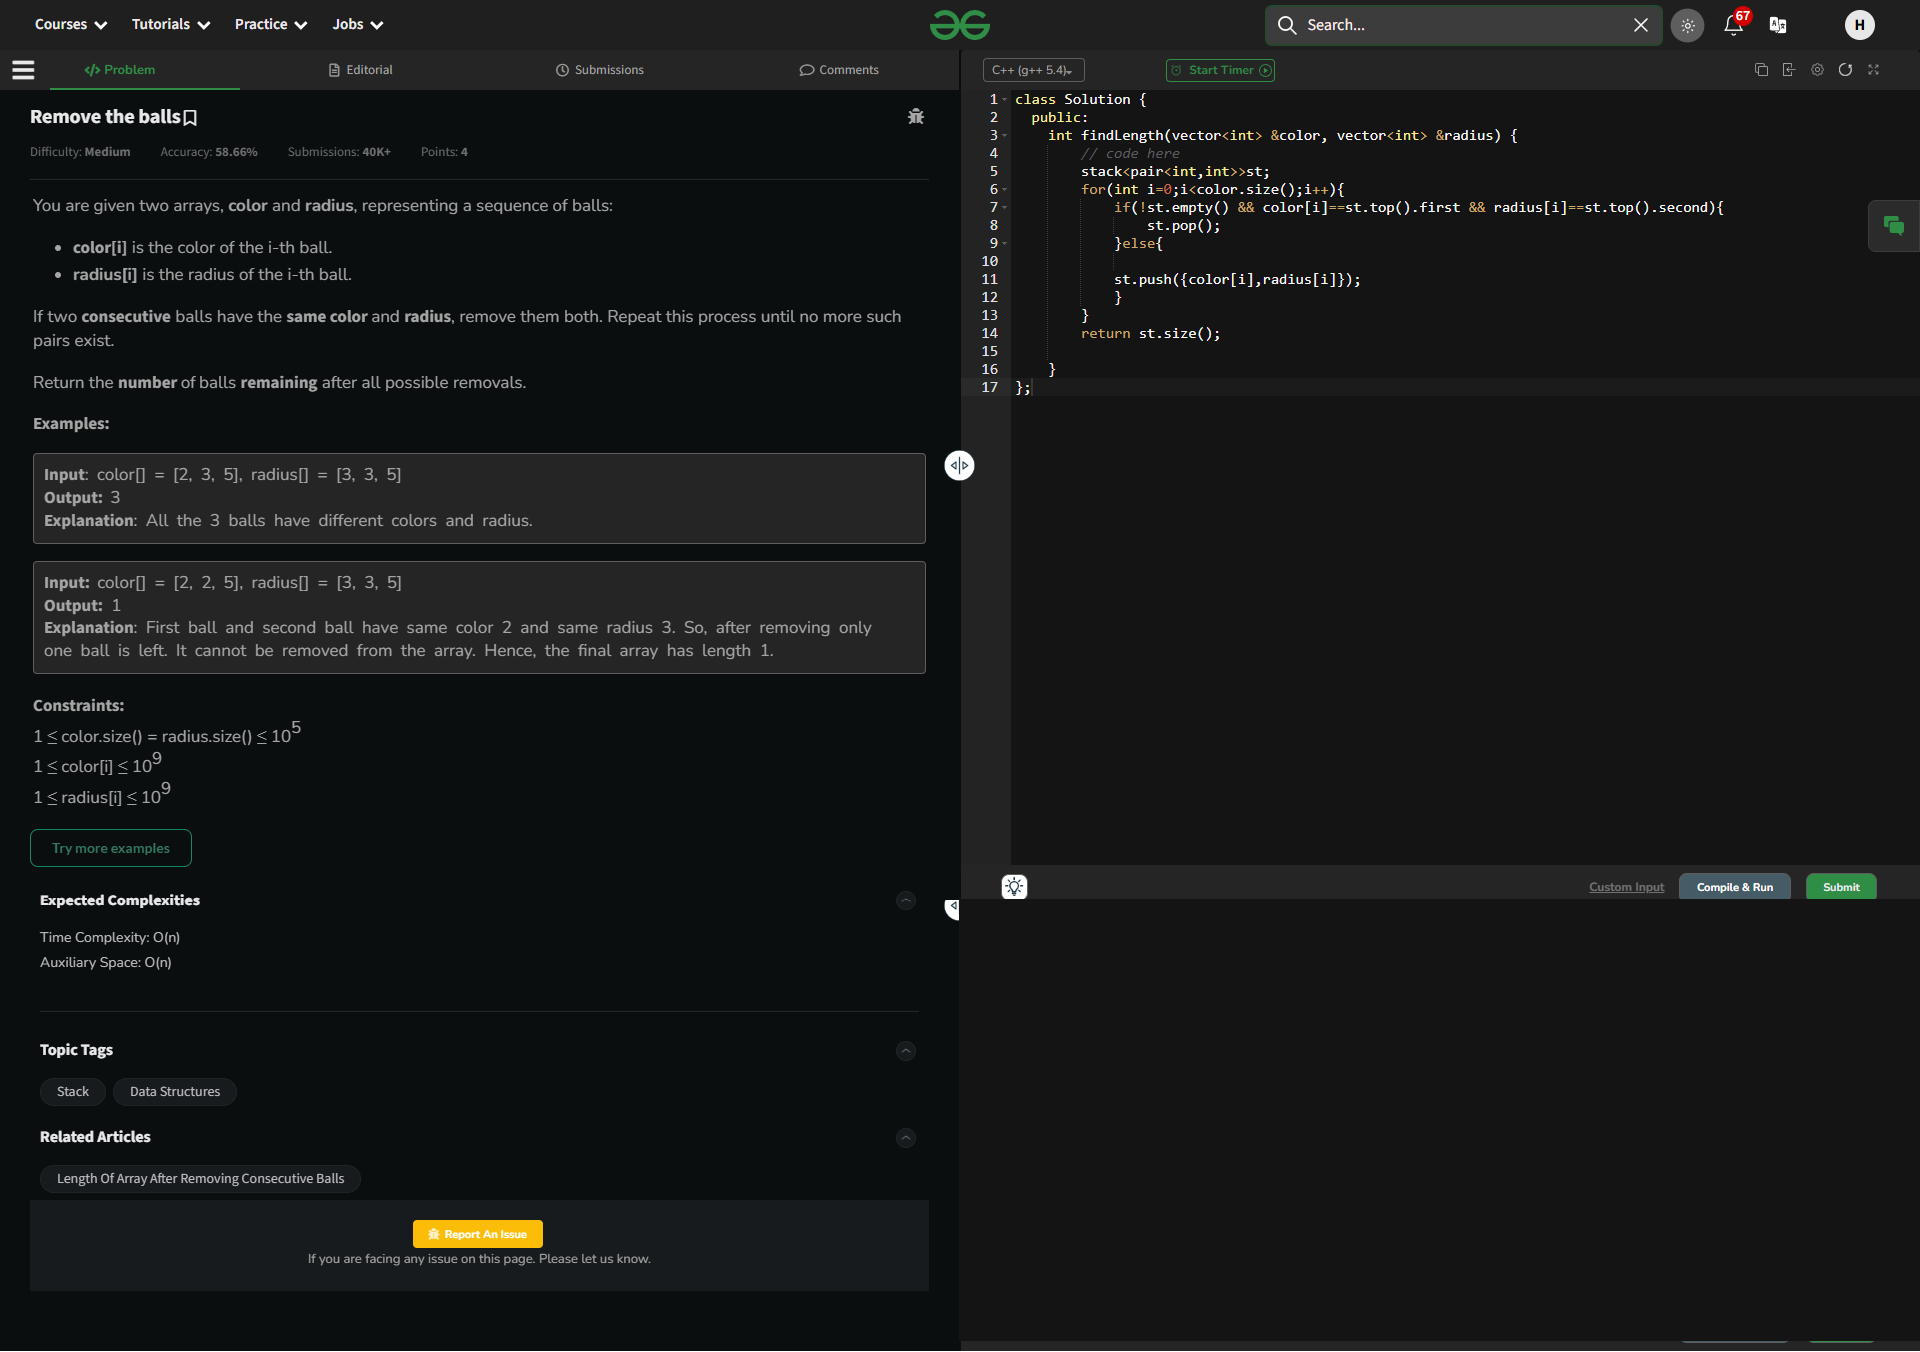 Courses Tutorials Practice Jobs
Search...
67
H
Problem Editorial Submissions Comments
C++ (g++ 5.4) Start Timer
Remove the balls
Difficulty: Medium Accuracy: 58.66% Submissions: 40K+ Points: 4
You are given two arrays, color and radius, representing a sequence of balls:
• color[i] is the color of the i-th ball.
• radius[i] is the radius of the i-th ball.
If two consecutive balls have the same color and radius, remove them both. Repeat this process until no more such
pairs exist.
Return the number of balls remaining after all possible removals.
Examples:
Input: color[] = [2, 3, 5], radius[] = [3, 3, 5]
Output: 3
Explanation: All the 3 balls have different colors and radius.
Input: color[] = [2, 2, 5], radius[] = [3, 3, 5]
Output: 1
Explanation: First ball and second ball have same color 2 and same radius 3. So, after removing only
one ball is left. It cannot be removed from the array. Hence, the final array has length 1.
Constraints:
1 ≤ color.size() = radius.size() ≤ 10^5
1 ≤ color[i] ≤ 10^9
1 ≤ radius[i] ≤ 10^9
Try more examples
Expected Complexities
Time Complexity: O(n)
Auxiliary Space: O(n)
Topic Tags
Stack Data Structures
Related Articles
Length Of Array After Removing Consecutive Balls
Report An Issue
If you are facing any issue on this page. Please let us know.
1 class Solution {
2 public:
3 int findLength(vector<int> &color, vector<int> &radius) {
4 // code here
5 stack<pair<int,int>>st;
6 for(int i=0;i<color.size();i++){
7 if(!st.empty() && color[i]==st.top().first && radius[i]==st.top().second){
8 st.pop();
9 }else{
10
11 st.push({color[i],radius[i]});
12 }
13 }
14 return st.size();
15
16 }
17 };
Custom Input Compile & Run Submit